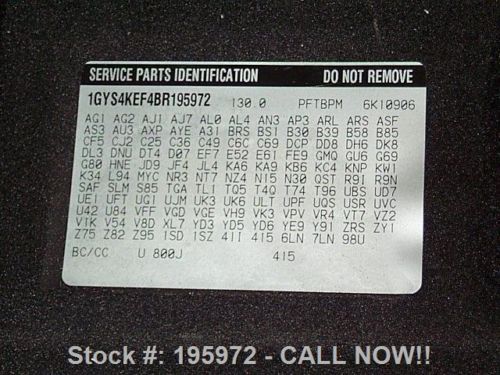 SERVICE PARTS IDENTIFICATION DO NOT REMOVE
1GYS4KEF4BR195972 130.0 PFTBPM 6K10906
AG1 AG2 AJ1 AJ7 AL0 AL4 AN3 AP3 ARL ARS ASF
AS3 AU3 AXP AYE A31 BRS BS1 B30 B39 B58 B85
CF5 CJ2 C25 C36 C49 C6C C69 DCP DD8 DH6 DK8
DL3 DNU DT4 D07 EF7 E52 E61 FE9 GMQ GU6 G69
G80 HNE JD9 JF4 JL4 KA6 KA9 KB6 KC4 KNP KW1
K34 L94 MYC NR3 NT7 NZ4 N15 N30 QST R91 R9N
SAF SLM S85 TGA TL1 TQ5 T4Q T74 T96 UBS UD7
UE1 UFT UG1 UJM UK3 UK6 ULT UPF UQS USR UVC
U42 U84 VFF VGD VGE VH9 VK3 VPV VR4 VT7 VZ2
V1K V54 V8D XL7 YD3 YD5 YD6 YE9 Y91 ZRS ZY1
Z75 Z82 Z95 1SD 1SZ 41I 415 6LN 7LN 98U
BC/CC U 800J 415
Stock #: 195972 - CALL NOW!!